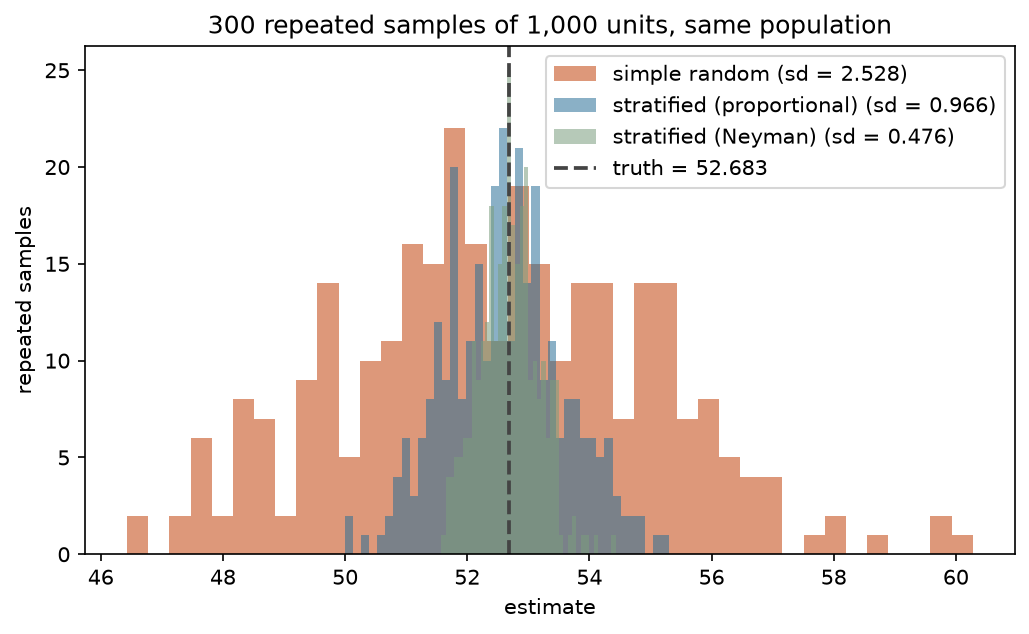 300 repeated samples of 1,000 units, same population
simple random (sd = 2.528)
stratified (proportional) (sd = 0.966)
stratified (Neyman) (sd = 0.476)
truth = 52.683
repeated samples
25
20
15
10
5
0
46 48 50 52 54 56 58 60
estimate